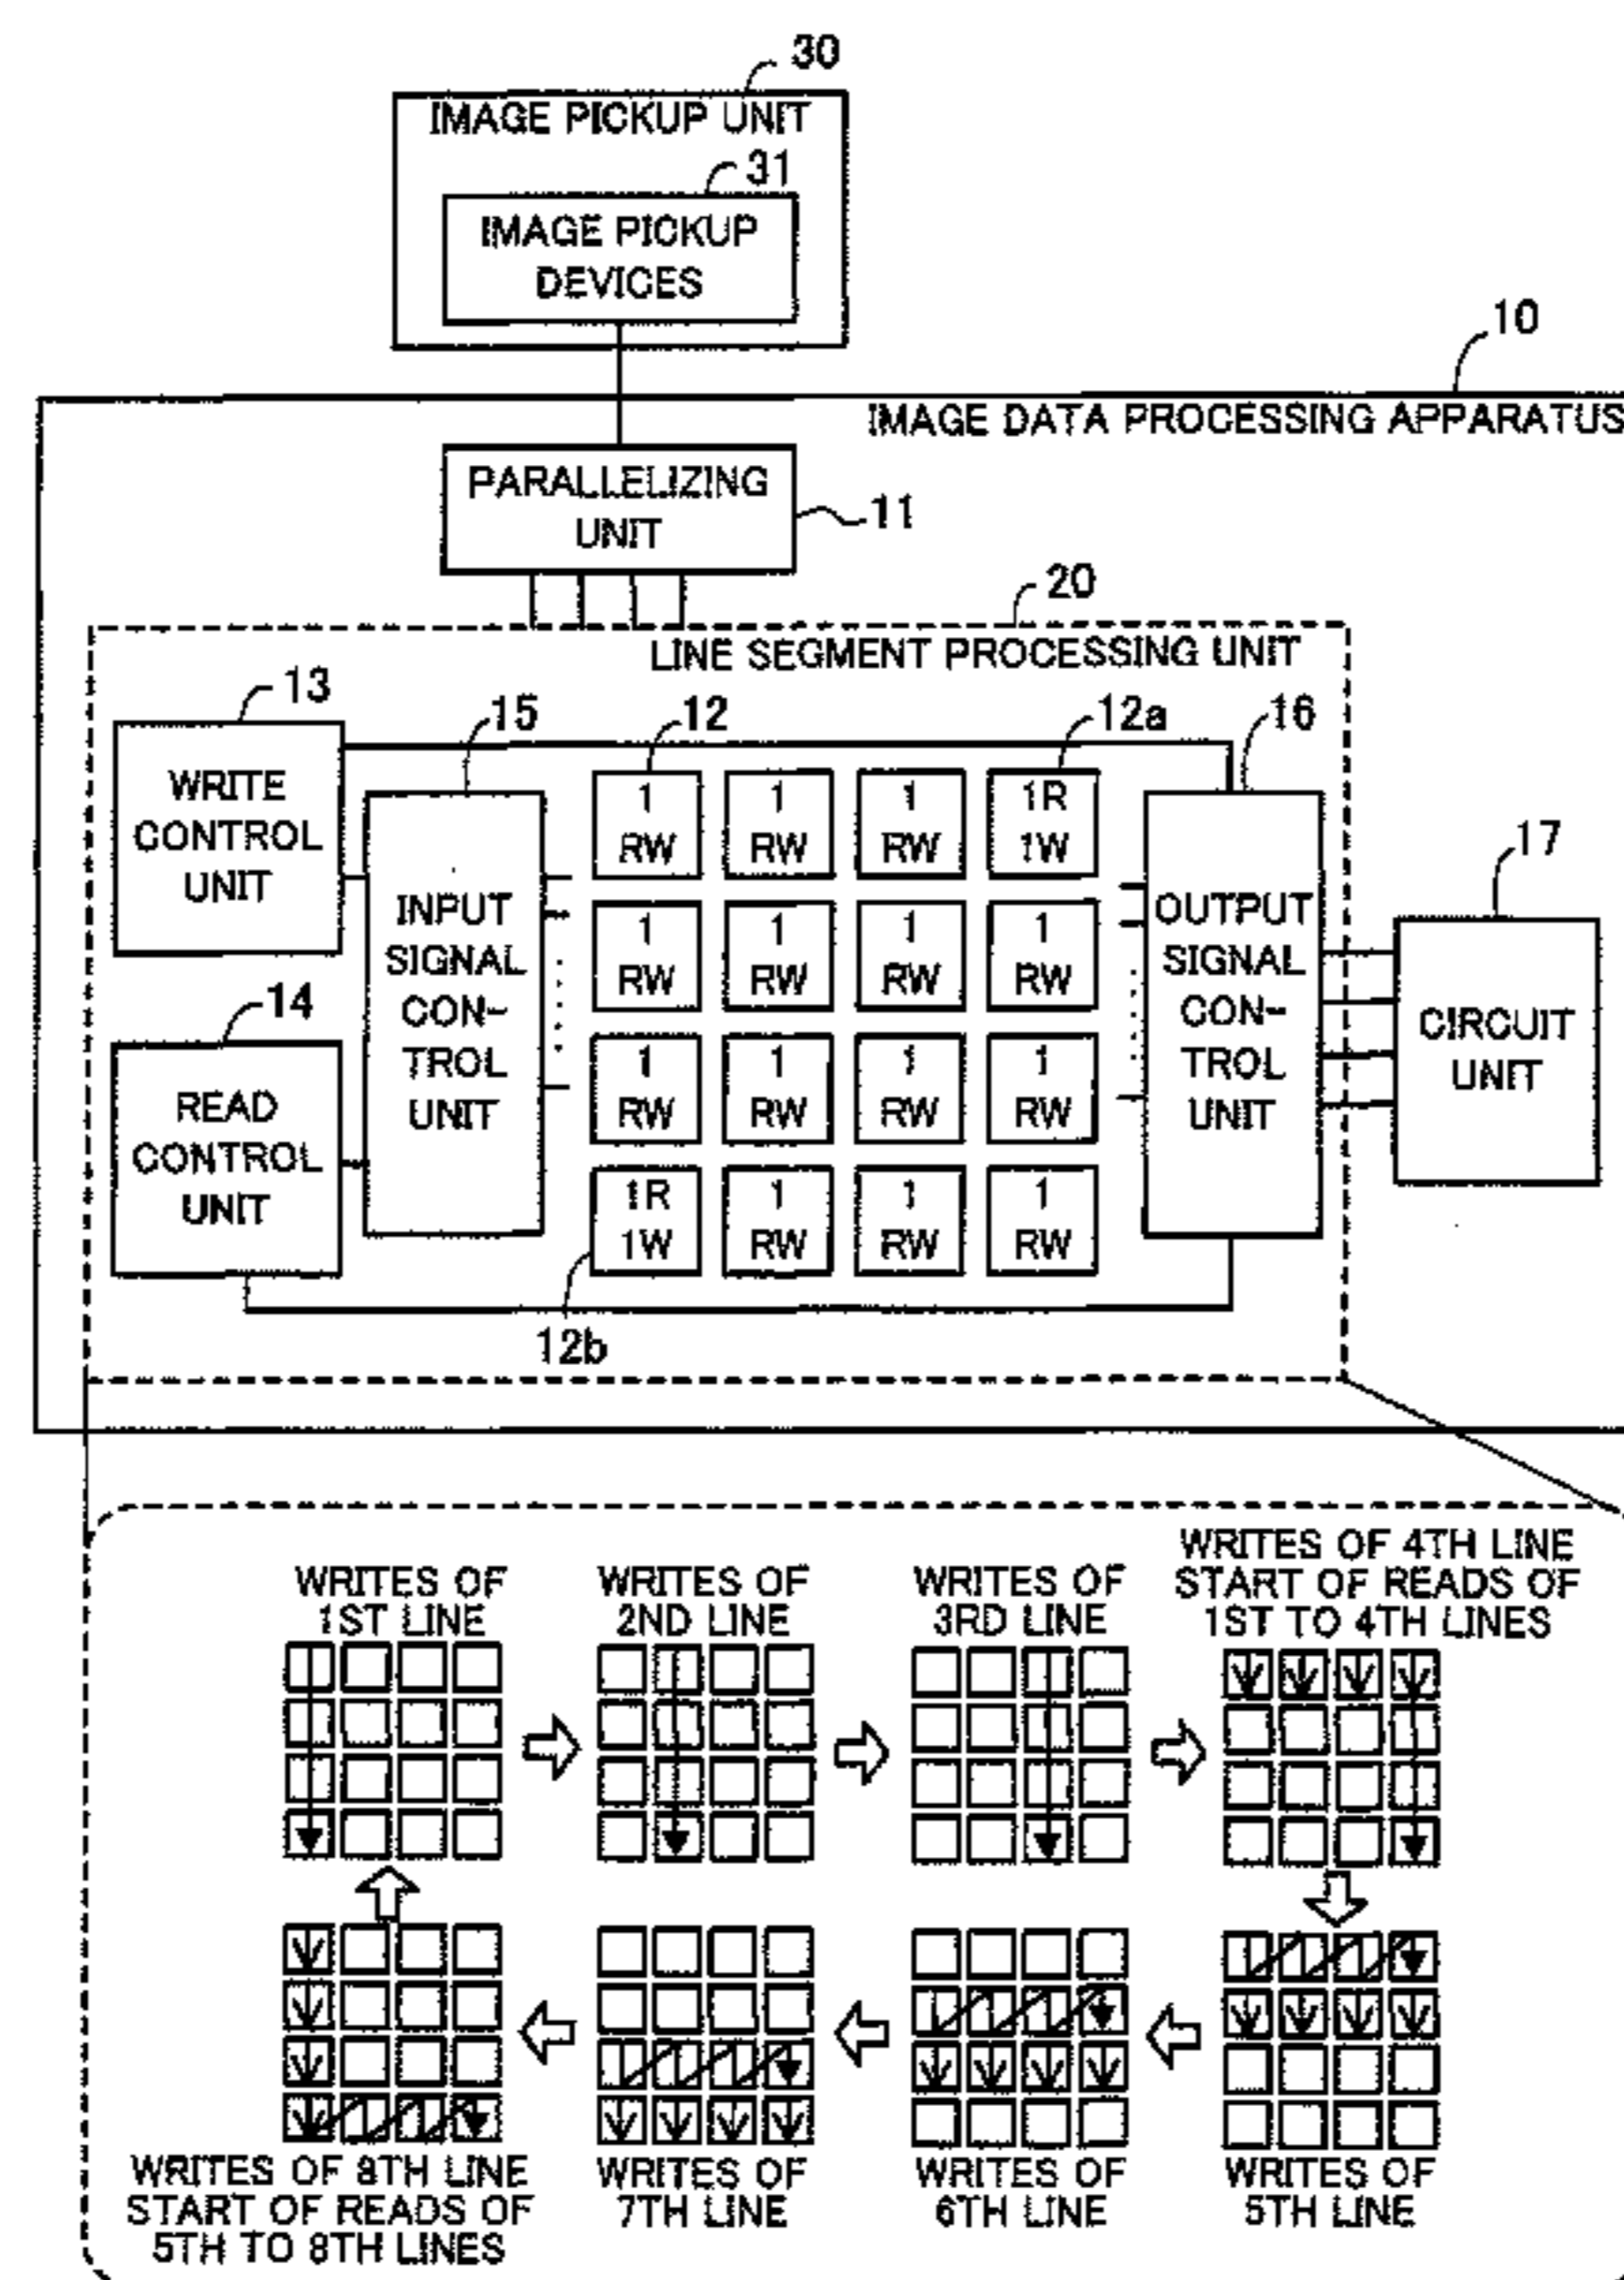 30
IMAGE PICKUP UNIT
31
IMAGE PICKUP
DEVICES
10
IMAGE DATA PROCESSING APPARATUS
PARALLELIZING
UNIT
11
20
LINE SEGMENT PROCESSING UNIT
13
15
12
12a
16
WRITE
CONTROL
UNIT
INPUT
SIGNAL
CON-
TROL
UNIT
1 1 1 1R
RW RW RW 1W
1 1 1 1
RW RW RW RW
1 1 1 1
RW RW RW RW
1R 1 1 1
1W RW RW RW
OUTPUT
SIGNAL
CON-
TROL
UNIT
17
CIRCUIT
UNIT
14
READ
CONTROL
UNIT
12b
WRITES OF
1ST LINE
WRITES OF
2ND LINE
WRITES OF
3RD LINE
WRITES OF 4TH LINE
START OF READS OF
1ST TO 4TH LINES
WRITES OF 8TH LINE
START OF READS OF
5TH TO 8TH LINES
WRITES OF
7TH LINE
WRITES OF
6TH LINE
WRITES OF
5TH LINE